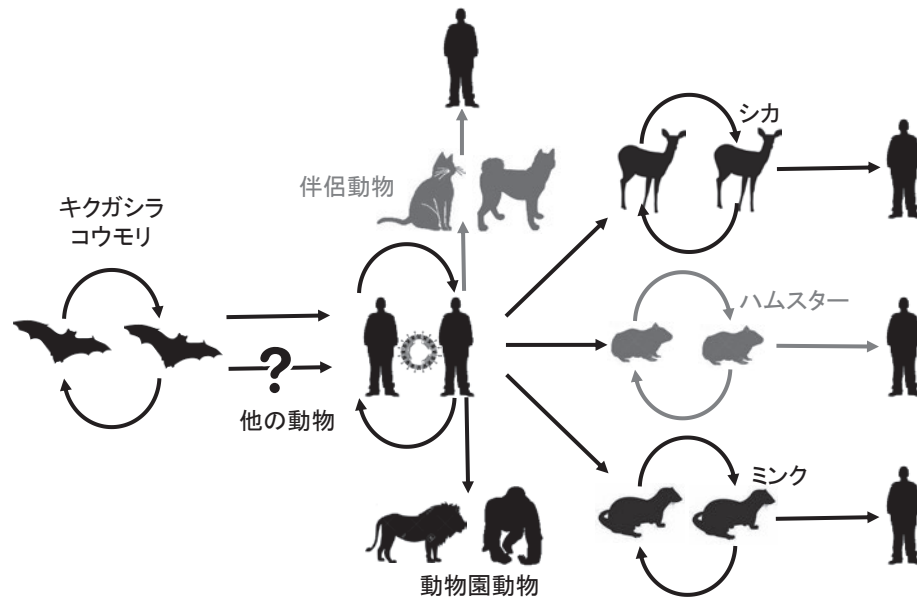 シカ
伴侶動物
キクガシラ
コウモリ
ハムスター
?
他の動物
ミンク
動物園動物